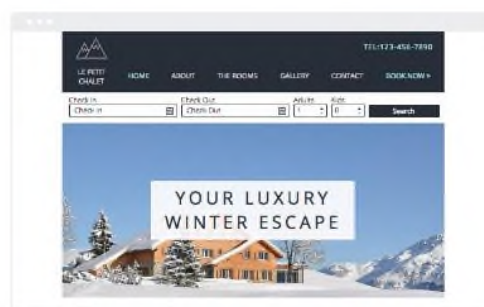 TEL:123-456-7890
LE PETIT
CHALET
HOME ABOUT THE ROOMS GALLERY CONTACT BOOK NOW »
Check In Check Out Adults Kids
Check In Check Out 1 0 Search
YOUR LUXURY
WINTER ESCAPE